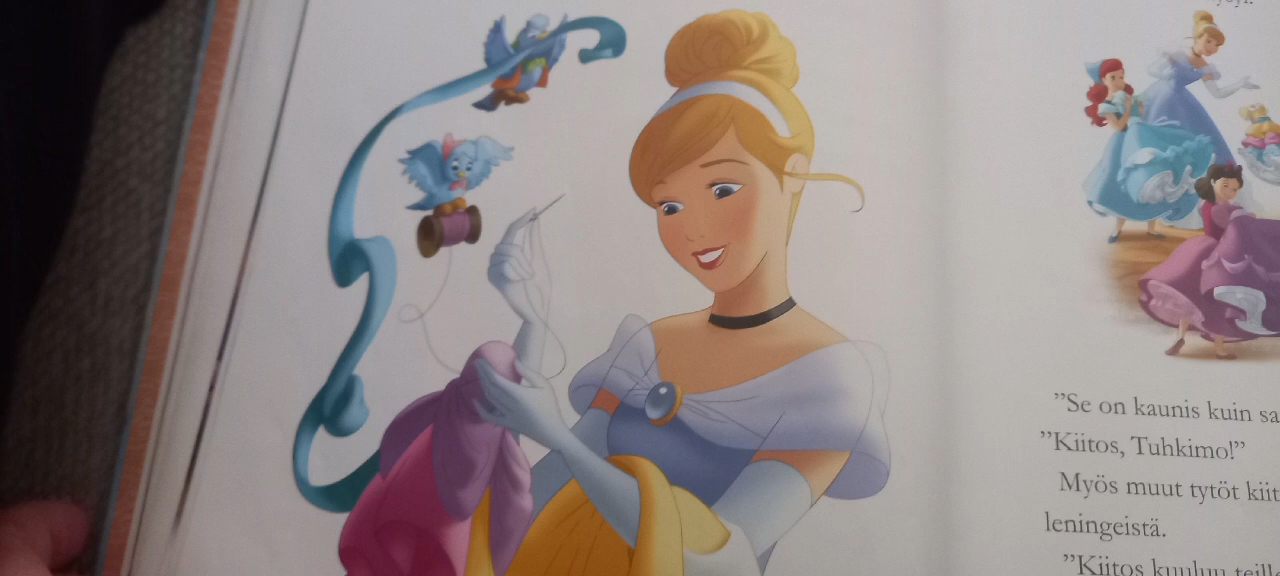 ”Se on kaunis kuin
”Kiitos, Tuhkimo!”
Myös muut tytöt
leningeistä.
”Kiitos kuuluu